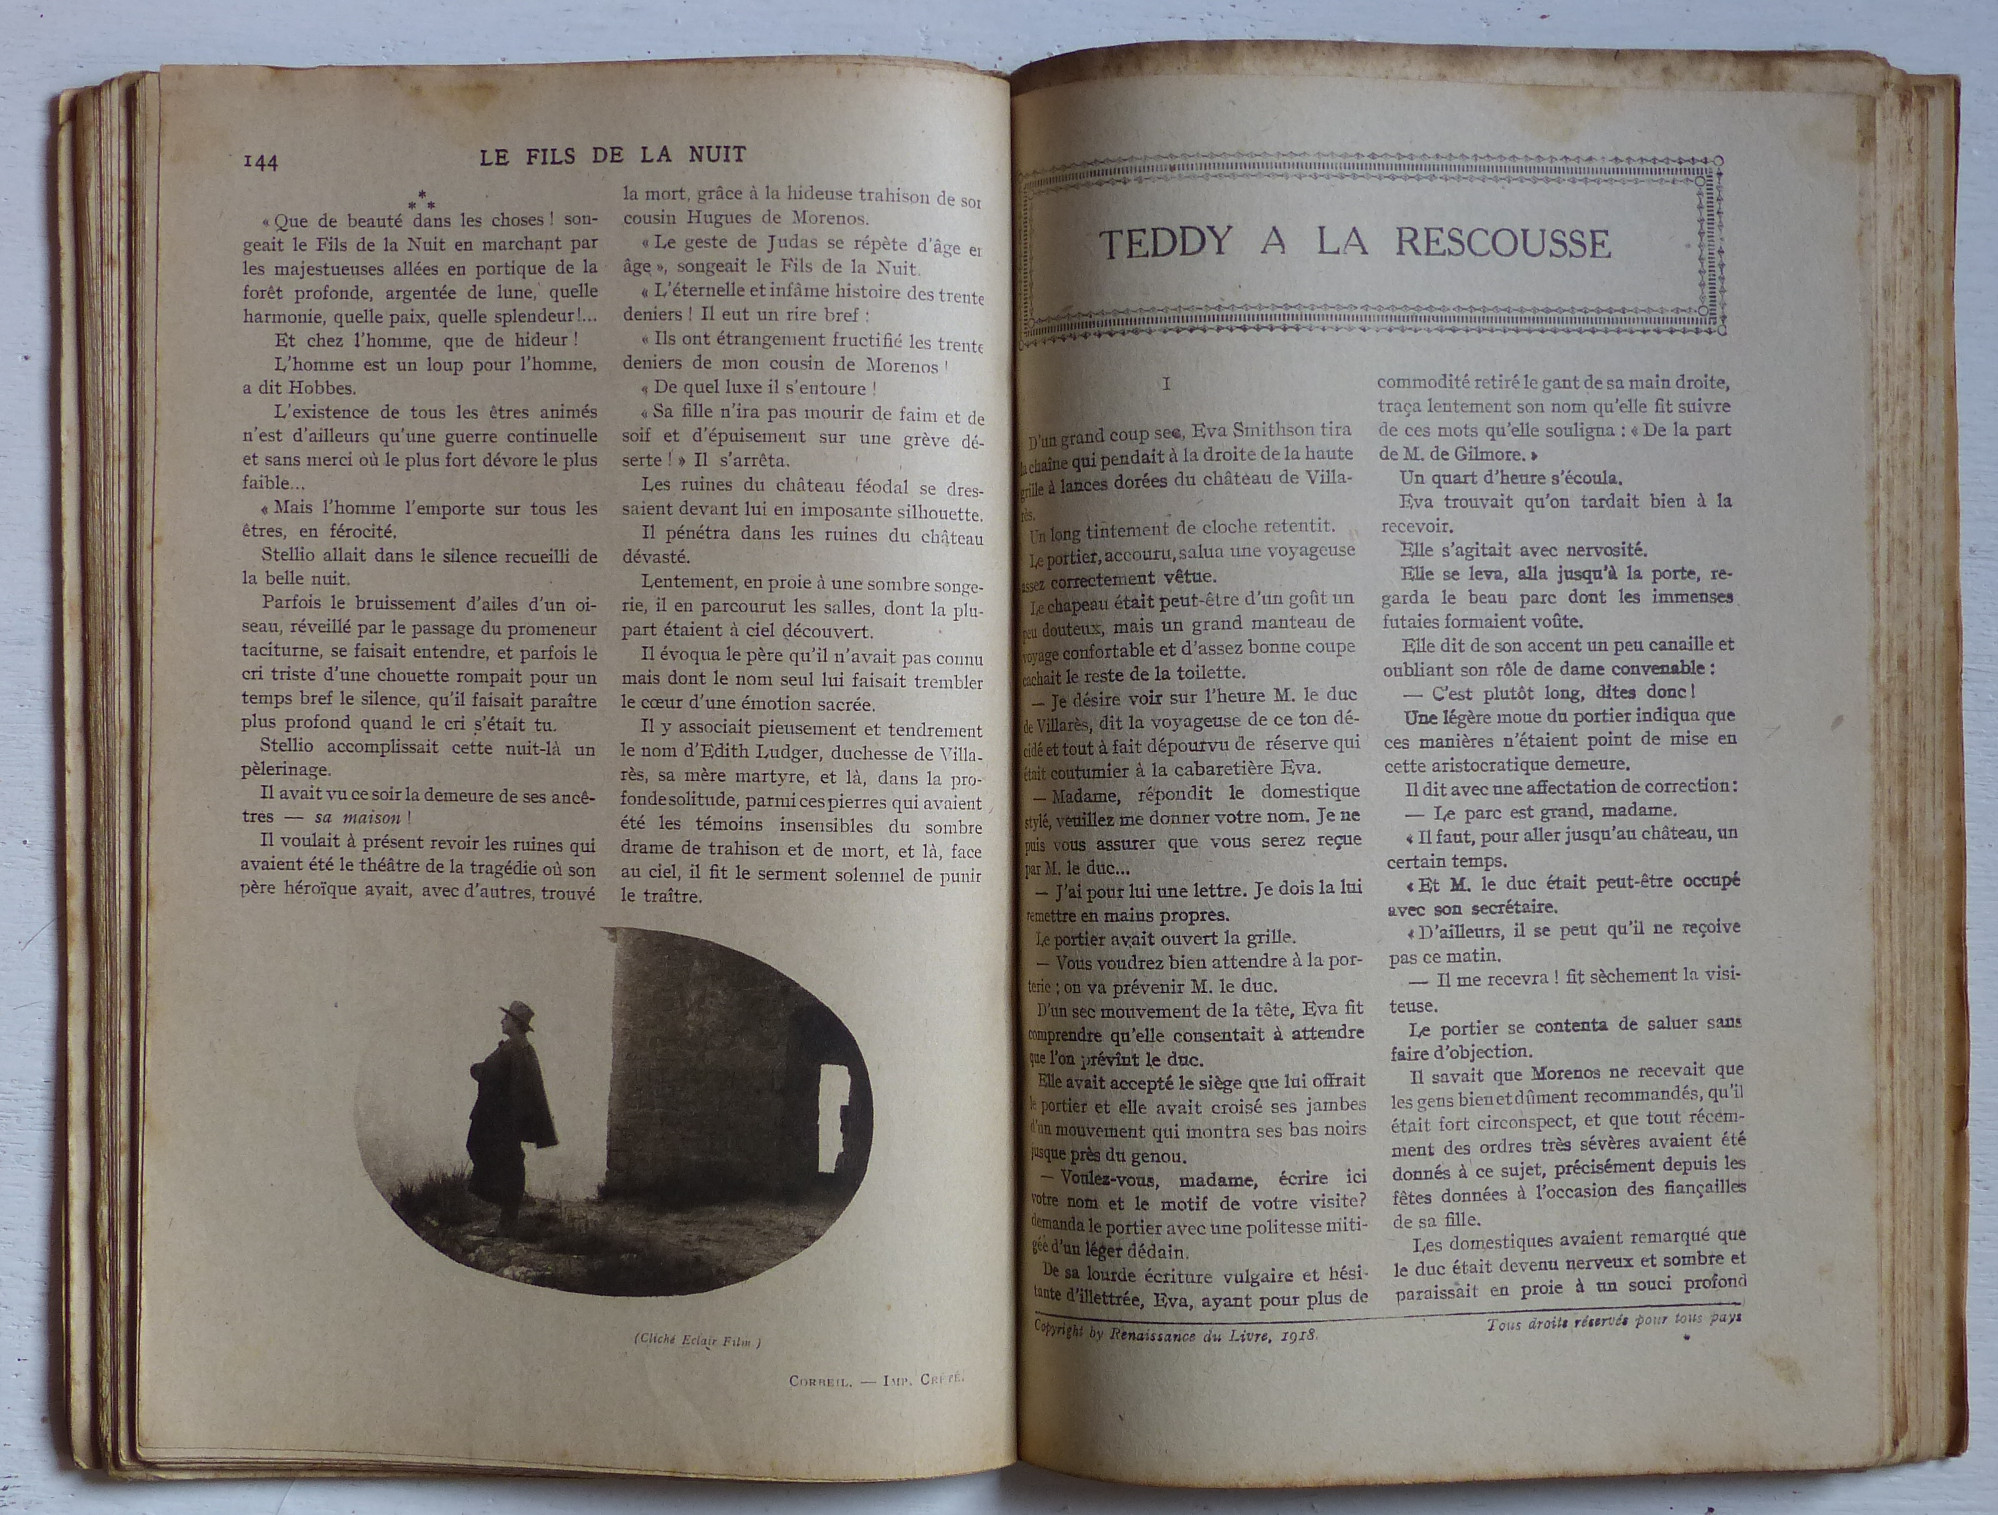 144
LE FILS DE LA NUIT
* * *
« Que de beauté dans les choses ! son-
geait le Fils de la Nuit en marchant par
les majestueuses allées en portique de la
forêt profonde, argentée de lune, quelle
harmonie, quelle paix, quelle splendeur !...
Et chez l'homme, que de hideur !
L'homme est un loup pour l'homme,
a dit Hobbes.
L'existence de tous les êtres animés
n'est d'ailleurs qu'une guerre continuelle
et sans merci où le plus fort dévore le plus
faible...
« Mais l'homme l'emporte sur tous les
êtres, en férocité.
Stellio allait dans le silence recueilli de
la belle nuit.
Parfois le bruissement d'ailes d'un oi-
seau, réveillé par le passage du promeneur
taciturne, se faisait entendre, et parfois le
cri triste d'une chouette rompait pour un
temps bref le silence, qu'il faisait paraître
plus profond quand le cri s'était tu.
Stellio accomplissait cette nuit-là un
pèlerinage.
Il avait vu ce soir la demeure de ses ancê-
tres — sa maison !
Il voulait à présent revoir les ruines qui
avaient été le théâtre de la tragédie où son
père héroïque avait, avec d'autres, trouvé
la mort, grâce à la hideuse trahison de son
cousin Hugues de Morenos.
« Le geste de Judas se répète d'âge en
âge », songeait le Fils de la Nuit.
« L'éternelle et infâme histoire des trente
deniers ! Il eut un rire bref :
« Ils ont étrangement fructifié les trente
deniers de mon cousin de Morenos !
« De quel luxe il s'entoure !
« Sa fille n'ira pas mourir de faim et de
soif et d'épuisement sur une grève dé-
serte ! » Il s'arrêta.
Les ruines du château féodal se dres-
saient devant lui en imposante silhouette.
Il pénétra dans les ruines du château
dévasté.
Lentement, en proie à une sombre songe-
rie, il en parcourut les salles, dont la plu-
part étaient à ciel découvert.
Il évoqua le père qu'il n'avait pas connu
mais dont le nom seul lui faisait trembler
le cœur d'une émotion sacrée.
Il y associait pieusement et tendrement
le nom d'Edith Ludger, duchesse de Villa-
rès, sa mère martyre, et là, dans la pro-
fonde solitude, parmi ces pierres qui avaient
été les témoins insensibles du sombre
drame de trahison et de mort, et là, face
au ciel, il fit le serment solennel de punir
le traître.
(Cliché Eclair Film)
CORBEIL. — IMP. CRÉTÉ.
TEDDY A LA RESCOUSSE
I
D'un grand coup sec, Eva Smithson tira
la chaîne qui pendait à la droite de la haute
grille à lances dorées du château de Villa-
rès.
Un long tintement de cloche retentit.
Le portier, accouru, salua une voyageuse
assez correctement vêtue.
Le chapeau était peut-être d'un goût un
peu douteux, mais un grand manteau de
voyage confortable et d'assez bonne coupe
cachait le reste de la toilette.
— Je désire voir sur l'heure M. le duc
de Villarès, dit la voyageuse de ce ton dé-
cidé et tout à fait dépourvu de réserve qui
était coutumier à la cabaretière Eva.
— Madame, répondit le domestique
stylé, veuillez me donner votre nom. Je ne
puis vous assurer que vous serez reçue
par M. le duc...
— J'ai pour lui une lettre. Je dois la lui
remettre en mains propres.
Le portier avait ouvert la grille.
— Vous voudrez bien attendre à la por-
terie ; on va prévenir M. le duc.
D'un sec mouvement de la tête, Eva fit
comprendre qu'elle consentait à attendre
que l'on prévînt le duc.
Elle avait accepté le siège que lui offrait
le portier et elle avait croisé ses jambes
d'un mouvement qui montra ses bas noirs
jusque près du genou.
— Voulez-vous, madame, écrire ici
votre nom et le motif de votre visite?
demanda le portier avec une politesse miti-
gée d'un léger dédain.
De sa lourde écriture vulgaire et hési-
tante d'illettrée, Eva, ayant pour plus de
commodité retiré le gant de sa main droite,
traça lentement son nom qu'elle fit suivre
de ces mots qu'elle souligna : « De la part
de M. de Gilmore. »
Un quart d'heure s'écoula.
Eva trouvait qu'on tardait bien à la
recevoir.
Elle s'agitait avec nervosité.
Elle se leva, alla jusqu'à la porte, re-
garda le beau parc dont les immenses
futaies formaient voûte.
Elle dit de son accent un peu canaille et
oubliant son rôle de dame convenable :
— C'est plutôt long, dites donc !
Une légère moue du portier indiqua que
ces manières n'étaient point de mise en
cette aristocratique demeure.
Il dit avec une affectation de correction :
— Le parc est grand, madame.
« Il faut, pour aller jusqu'au château, un
certain temps.
« Et M. le duc était peut-être occupé
avec son secrétaire.
« D'ailleurs, il se peut qu'il ne reçoive
pas ce matin.
— Il me recevra ! fit sèchement la visi-
teuse.
Le portier se contenta de saluer sans
faire d'objection.
Il savait que Morenos ne recevait que
les gens bien et dûment recommandés, qu'il
était fort circonspect, et que tout récem-
ment des ordres très sévères avaient été
donnés à ce sujet, précisément depuis les
fêtes données à l'occasion des fiançailles
de sa fille.
Les domestiques avaient remarqué que
le duc était devenu nerveux et sombre et
paraissait en proie à un souci profond
Copyright by Renaissance du Livre, 1918.
Tous droits réservés pour tous pays